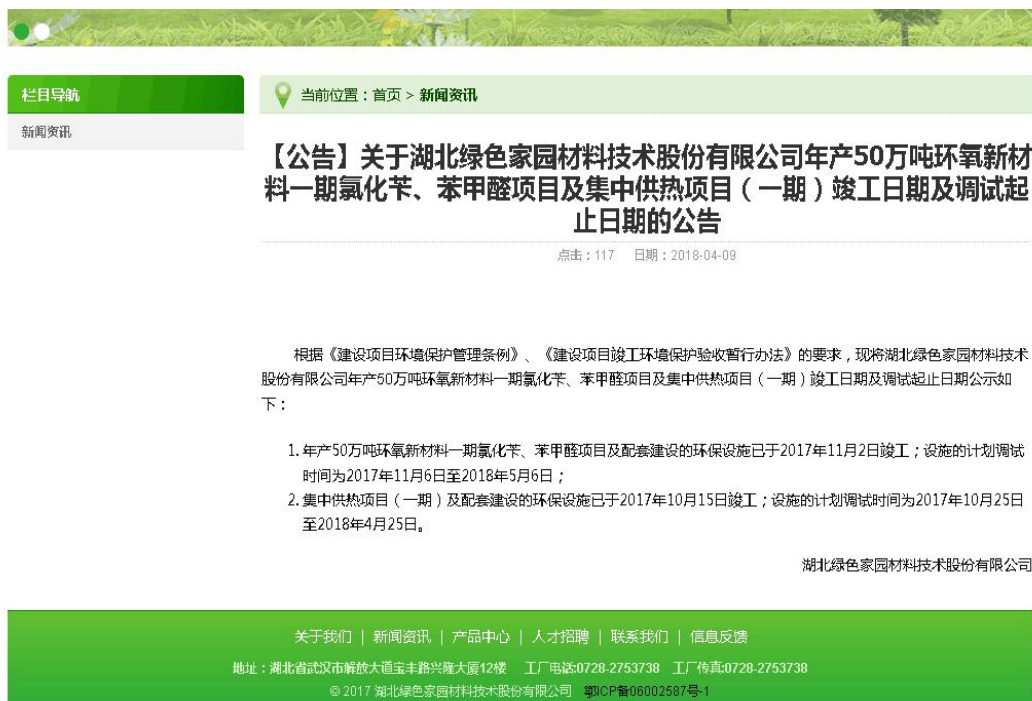 栏目导航
新闻资讯
当前位置：首页 > 新闻资讯
【公告】关于湖北绿色家园材料技术股份有限公司年产50万吨环氧新材
料一期氯化苄、苯甲醛项目及集中供热项目（一期）竣工日期及调试起
止日期的公告
点击：117 日期：2018-04-09
根据《建设项目环境保护管理条例》、《建设项目竣工环境保护验收暂行办法》的要求，现将湖北绿色家园材料技术
股份有限公司年产50万吨环氧新材料一期氯化苄、苯甲醛项目及集中供热项目（一期）竣工日期及调试起止日期公示如
下：
1. 年产50万吨环氧新材料一期氯化苄、苯甲醛项目及配套建设的环保设施已于2017年11月2日竣工；设施的计划调试
时间为2017年11月6日至2018年5月6日；
2. 集中供热项目（一期）及配套建设的环保设施已于2017年10月15日竣工；设施的计划调试时间为2017年10月25日
至2018年4月25日。
湖北绿色家园材料技术股份有限公司
关于我们 | 新闻资讯 | 产品中心 | 人才招聘 | 联系我们 | 信息反馈
地址：湖北省武汉市解放大道宝丰路兴隆大厦12楼 工厂电话:0728-2753738 工厂传真:0728-2753738
© 2017 湖北绿色家园材料技术股份有限公司 鄂ICP备06002587号-1